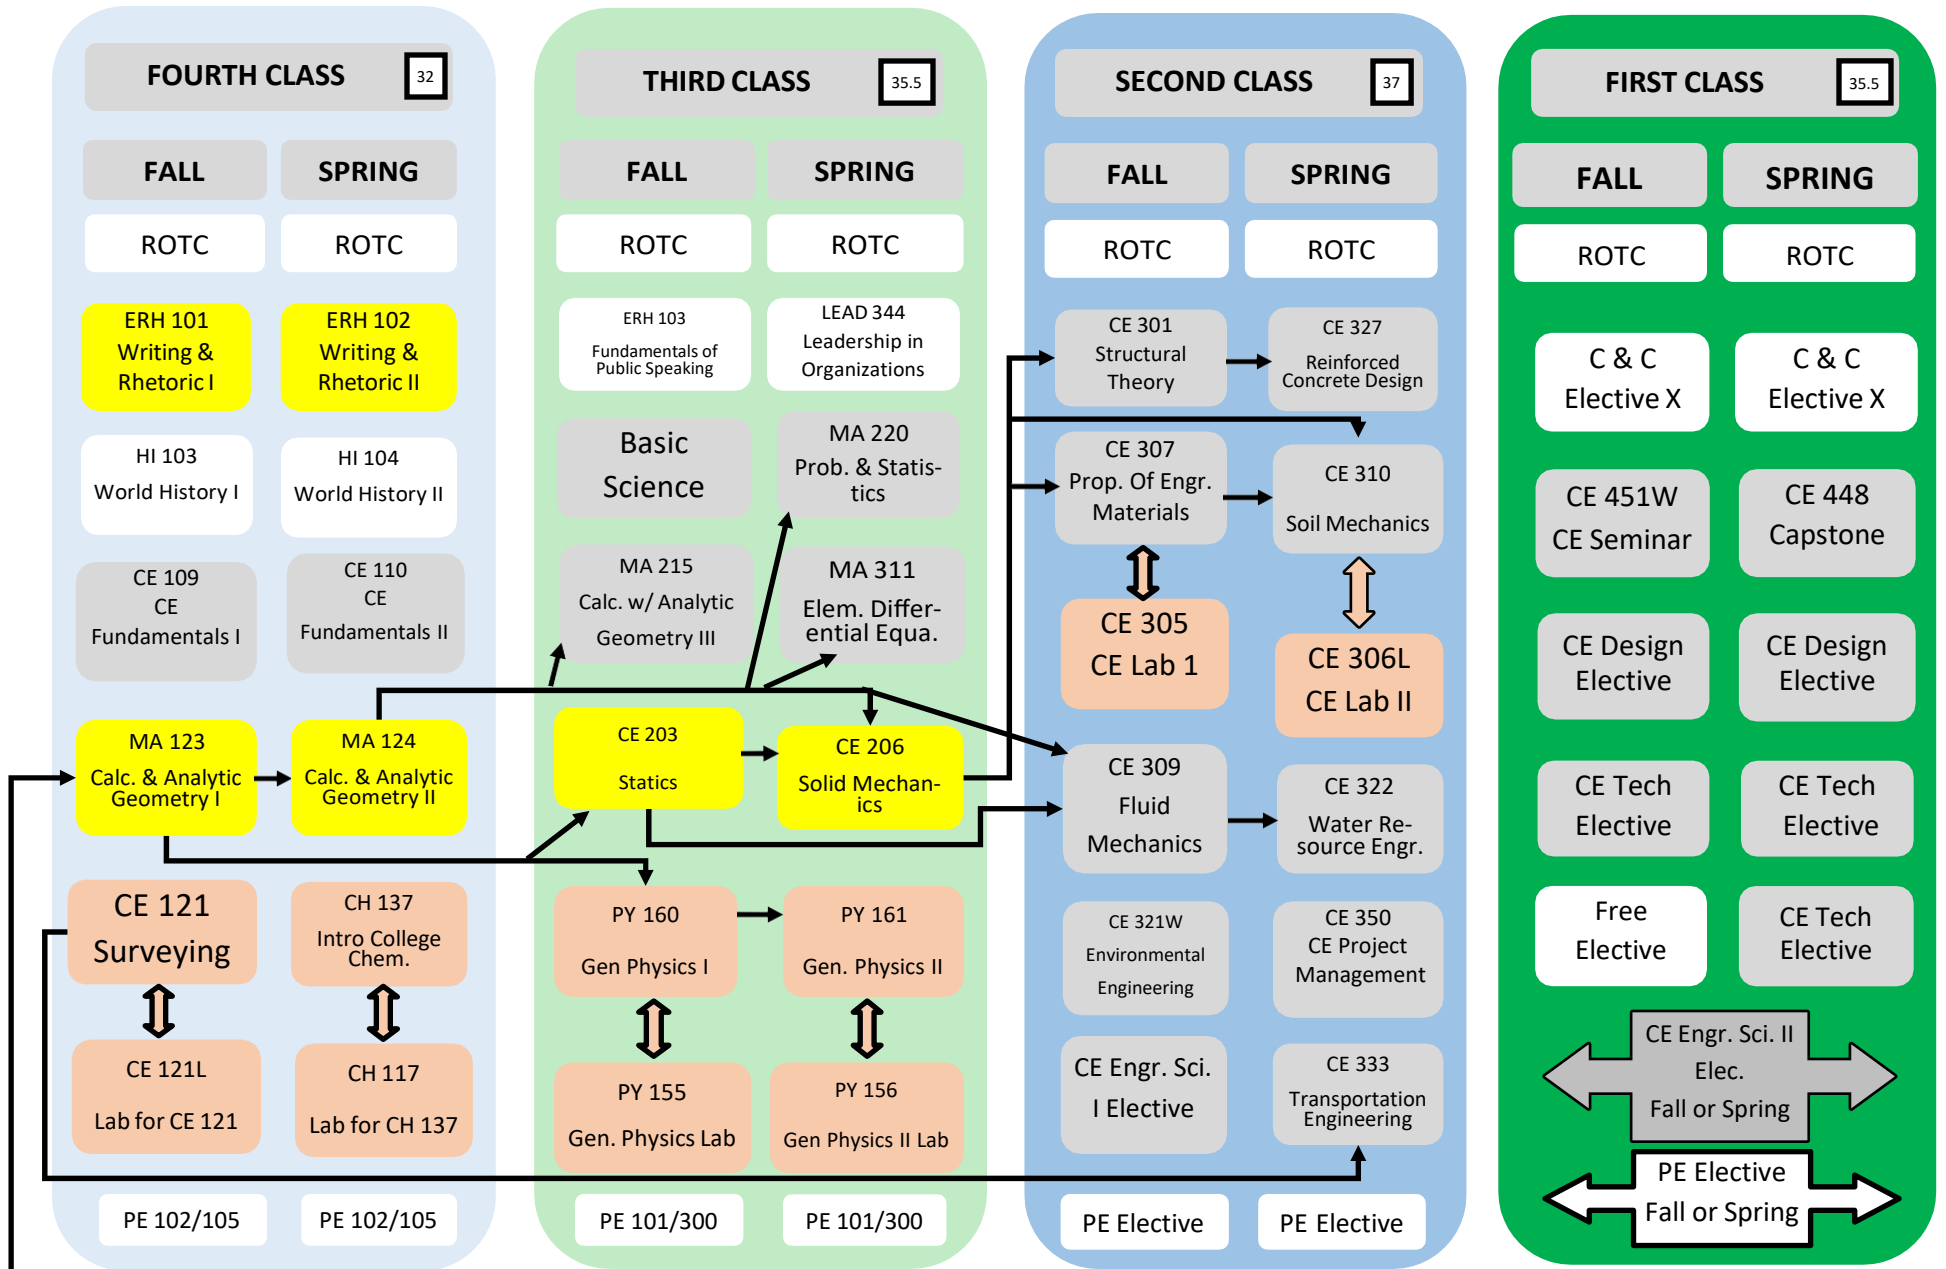 FOURTH CLASS
32
FALL
SPRING
ROTC
ROTC
ERH 101
Writing &
Rhetoric I
ERH 102
Writing &
Rhetoric II
HI 103
World History I
HI 104
World History II
CE 109
CE
Fundamentals I
CE 110
CE
Fundamentals II
MA 123
Calc. & Analytic
Geometry I
MA 124
Calc. & Analytic
Geometry II
CE 121
Surveying
CH 137
Intro College
Chem.
CE 121L
Lab for CE 121
CH 117
Lab for CH 137
PE 102/105
PE 102/105
THIRD CLASS
35.5
FALL
SPRING
ROTC
ROTC
ERH 103
Fundamentals of
Public Speaking
LEAD 344
Leadership in
Organizations
Basic
Science
MA 220
Prob. & Statis-
tics
MA 215
Calc. w/ Analytic
Geometry III
MA 311
Elem. Differ-
ential Equa.
CE 203
Statics
CE 206
Solid Mechan-
ics
PY 160
Gen Physics I
PY 161
Gen. Physics II
PY 155
Gen. Physics Lab
PY 156
Gen Physics II Lab
PE 101/300
PE 101/300
SECOND CLASS
37
FALL
SPRING
ROTC
ROTC
CE 301
Structural
Theory
CE 327
Reinforced
Concrete Design
CE 307
Prop. Of Engr.
Materials
CE 310
Soil Mechanics
CE 305
CE Lab 1
CE 306L
CE Lab II
CE 309
Fluid
Mechanics
CE 322
Water Re-
source Engr.
CE 321W
Environmental
Engineering
CE 350
CE Project
Management
CE Engr. Sci.
I Elective
CE 333
Transportation
Engineering
PE Elective
PE Elective
FIRST CLASS
35.5
FALL
SPRING
ROTC
ROTC
C & C
Elective X
C & C
Elective X
CE 451W
CE Seminar
CE 448
Capstone
CE Design
Elective
CE Design
Elective
CE Tech
Elective
CE Tech
Elective
Free
Elective
CE Tech
Elective
CE Engr. Sci. II
Elec.
Fall or Spring
PE Elective
Fall or Spring